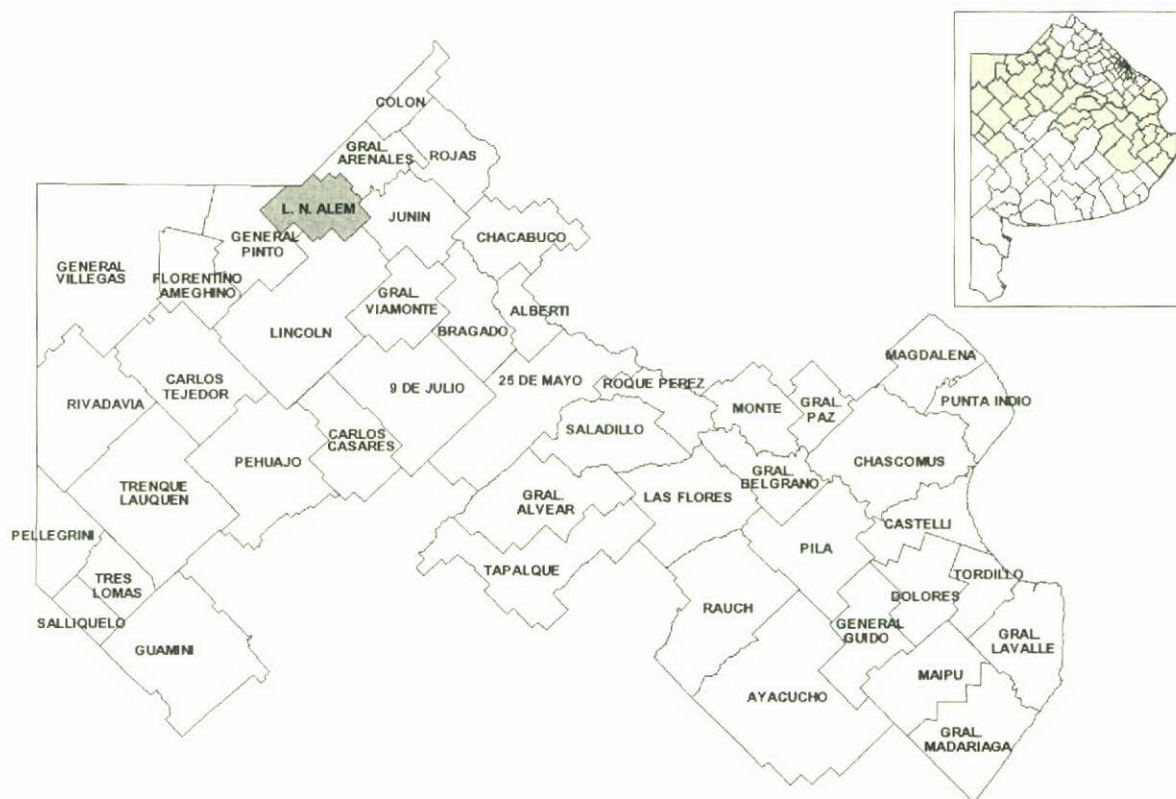 COLON
GRAL.
ARENALES
ROJAS
L. N. ALEM
JUNIN
CHACABUCO
GENERAL
PINTO
GENERAL
VILLEGAS
FLORENTINO
AMEGHINO
GRAL.
VIAMONTE
ALBERTI
LINCOLN
BRAGADO
MAGDALENA
CARLOS
TEJEDOR
9 DE JULIO
25 DE MAYO
ROQUE PEREZ
PUNTA INDIO
RIVADAVIA
MONTE
GRAL.
PAZ
CARLOS
CASARES
SALADILLO
PEHUAJO
CHASCOMUS
TRENQUE
LAUQUEN
GRAL.
ALVEAR
LAS FLORES
GRAL.
BELGRANO
CASTELLI
PELLEGRINI
PILA
TRES
LOMAS
TAPALQUE
TORDILLO
RAUCH
DOLORES
SALLIQUELO
GENERAL
GUIDO
GRAL.
LAVALLE
GUAMINI
MAIPU
AYACUCHO
GRAL.
MADARIAGA